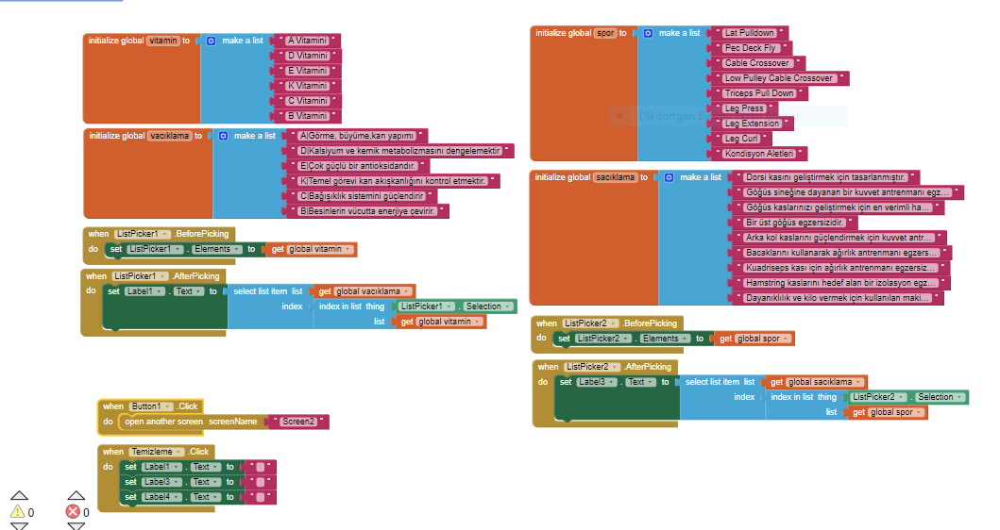 initialize global vitamin to make a list
" A Vitamini "
" D Vitamini "
" E Vitamini "
" K Vitamini "
" C Vitamini "
" B Vitamini "
initialize global vacıklama to make a list
" A|Görme, büyüme,kan yapımı "
" D|Kalsiyum ve kemik metabolizmasını dengelemektir "
" E|Çok güçlü bir antioksidandır. "
" K|Temel görevi kan akışkanlığını kontrol etmektir. "
" C|Bağışıklık sistemini güçlendirir "
" B|Besinlerin vücutta enerjiye çevirir. "
when ListPicker1 .BeforePicking
do set ListPicker1 . Elements to get global vitamin
when ListPicker1 .AfterPicking
do set Label1 . Text to select list item list get global vacıklama
index index in list thing ListPicker1 . Selection
list get global vitamin
when Button1 .Click
do open another screen screenName " Screen2 "
when Temizleme .Click
do set Label1 . Text to " "
set Label3 . Text to " "
set Label4 . Text to " "
0 0
initialize global spor to make a list
" Lat Pulldown "
" Pec Deck Fly "
" Cable Crossover "
" Low Pulley Cable Crossover "
" Triceps Pull Down "
" Leg Press "
" Leg Extension "
" Leg Curl "
" Kondisyon Aletleri "
Dikdörtgen
initialize global sacıklama to make a list
" Dorsi kasını geliştirmek için tasarlanmıştır. "
" Göğüs sineğine dayanan bir kuvvet antrenmanı egz... "
" Göğüs kaslarınızı geliştirmek için en verimli ha... "
" Bir üst göğüs egzersizidir. "
" Arka kol kaslarını güçlendirmek için kuvvet antr... "
" Bacaklarını kullanarak ağırlık antrenmanı egzers... "
" Kuadriseps kası için ağırlık antrenmanı egzersiz... "
" Hamstring kaslarını hedef alan bir izolasyon egz... "
" Dayanıklılık ve kilo vermek için kullanılan maki... "
when ListPicker2 .BeforePicking
do set ListPicker2 . Elements to get global spor
when ListPicker2 .AfterPicking
do set Label3 . Text to select list item list get global sacıklama
index index in list thing ListPicker2 . Selection
list get global spor